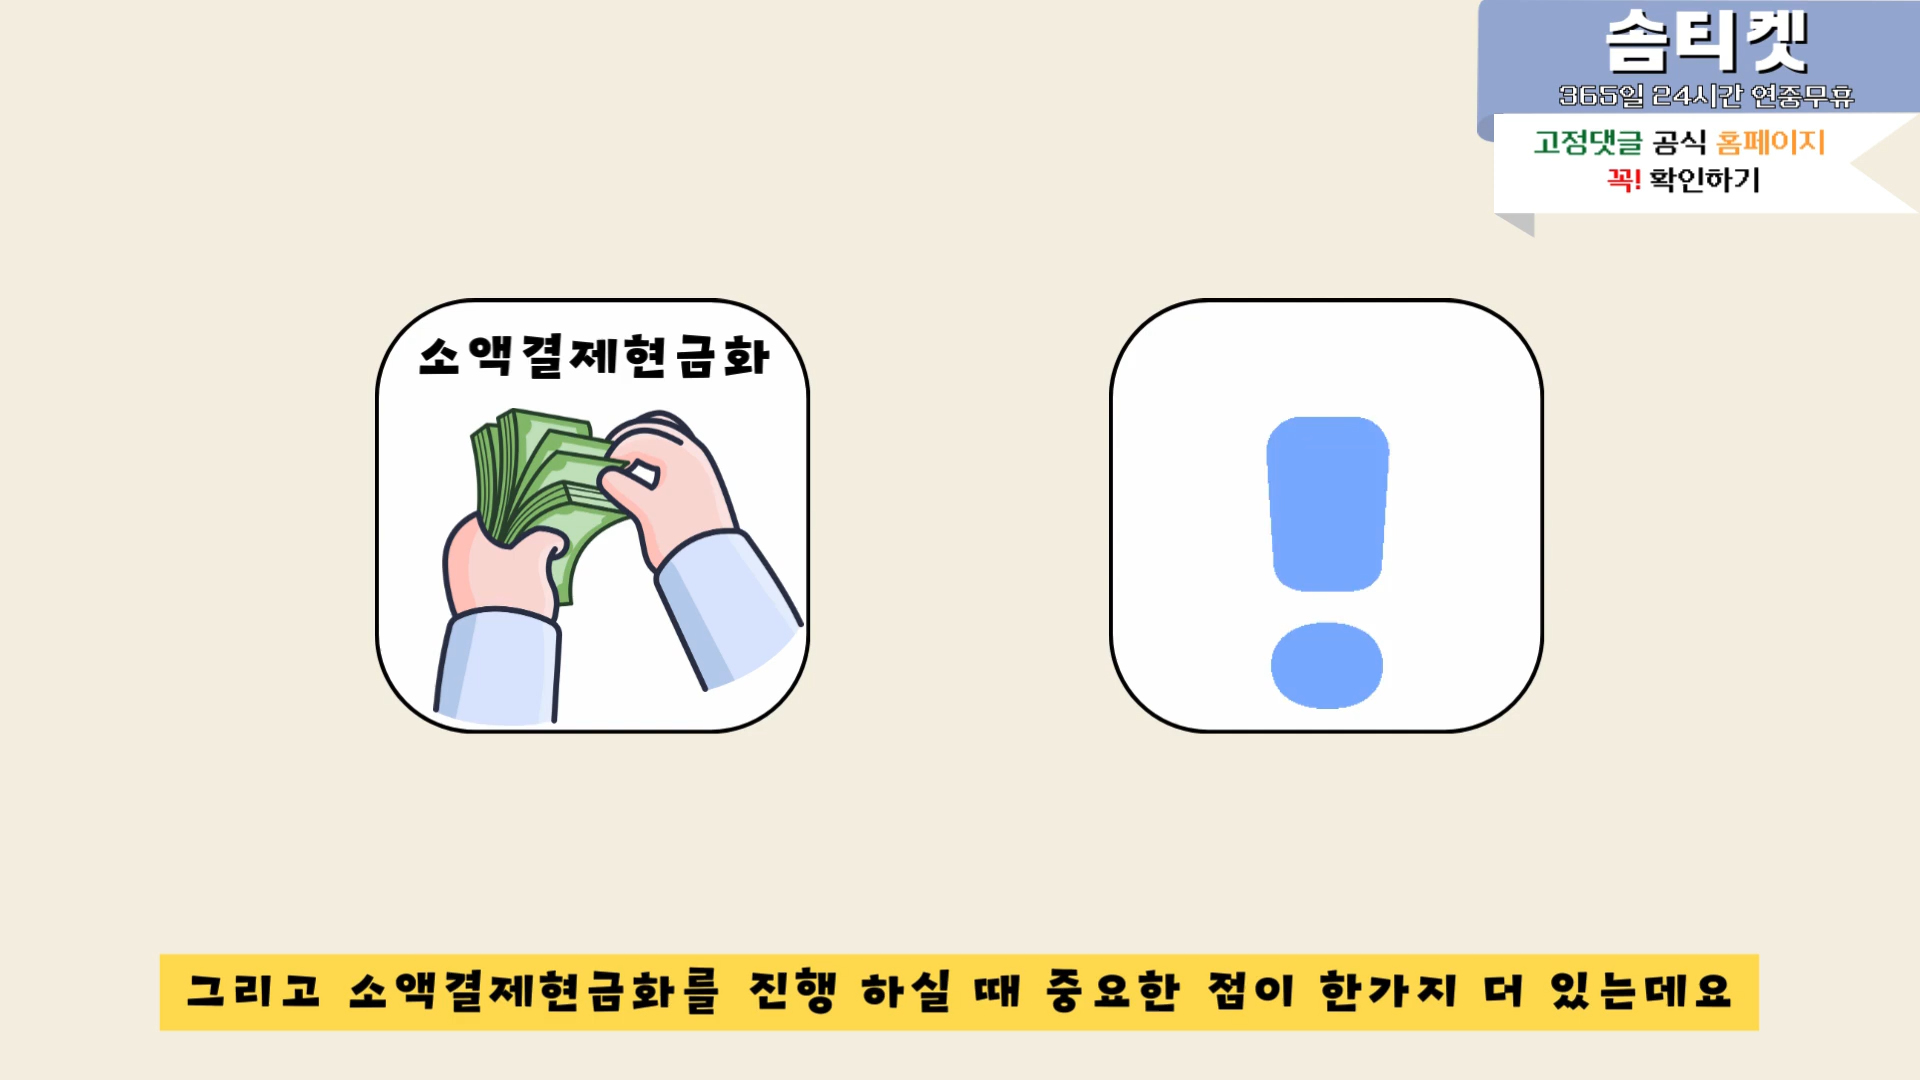 솜티켓
365일 24시간 연중무휴
고정댓글 공식 홈페이지
꼭! 확인하기
소액결제현금화
그리고 소액결제현금화를 진행 하실 때 중요한 점이 한가지 더 있는데요